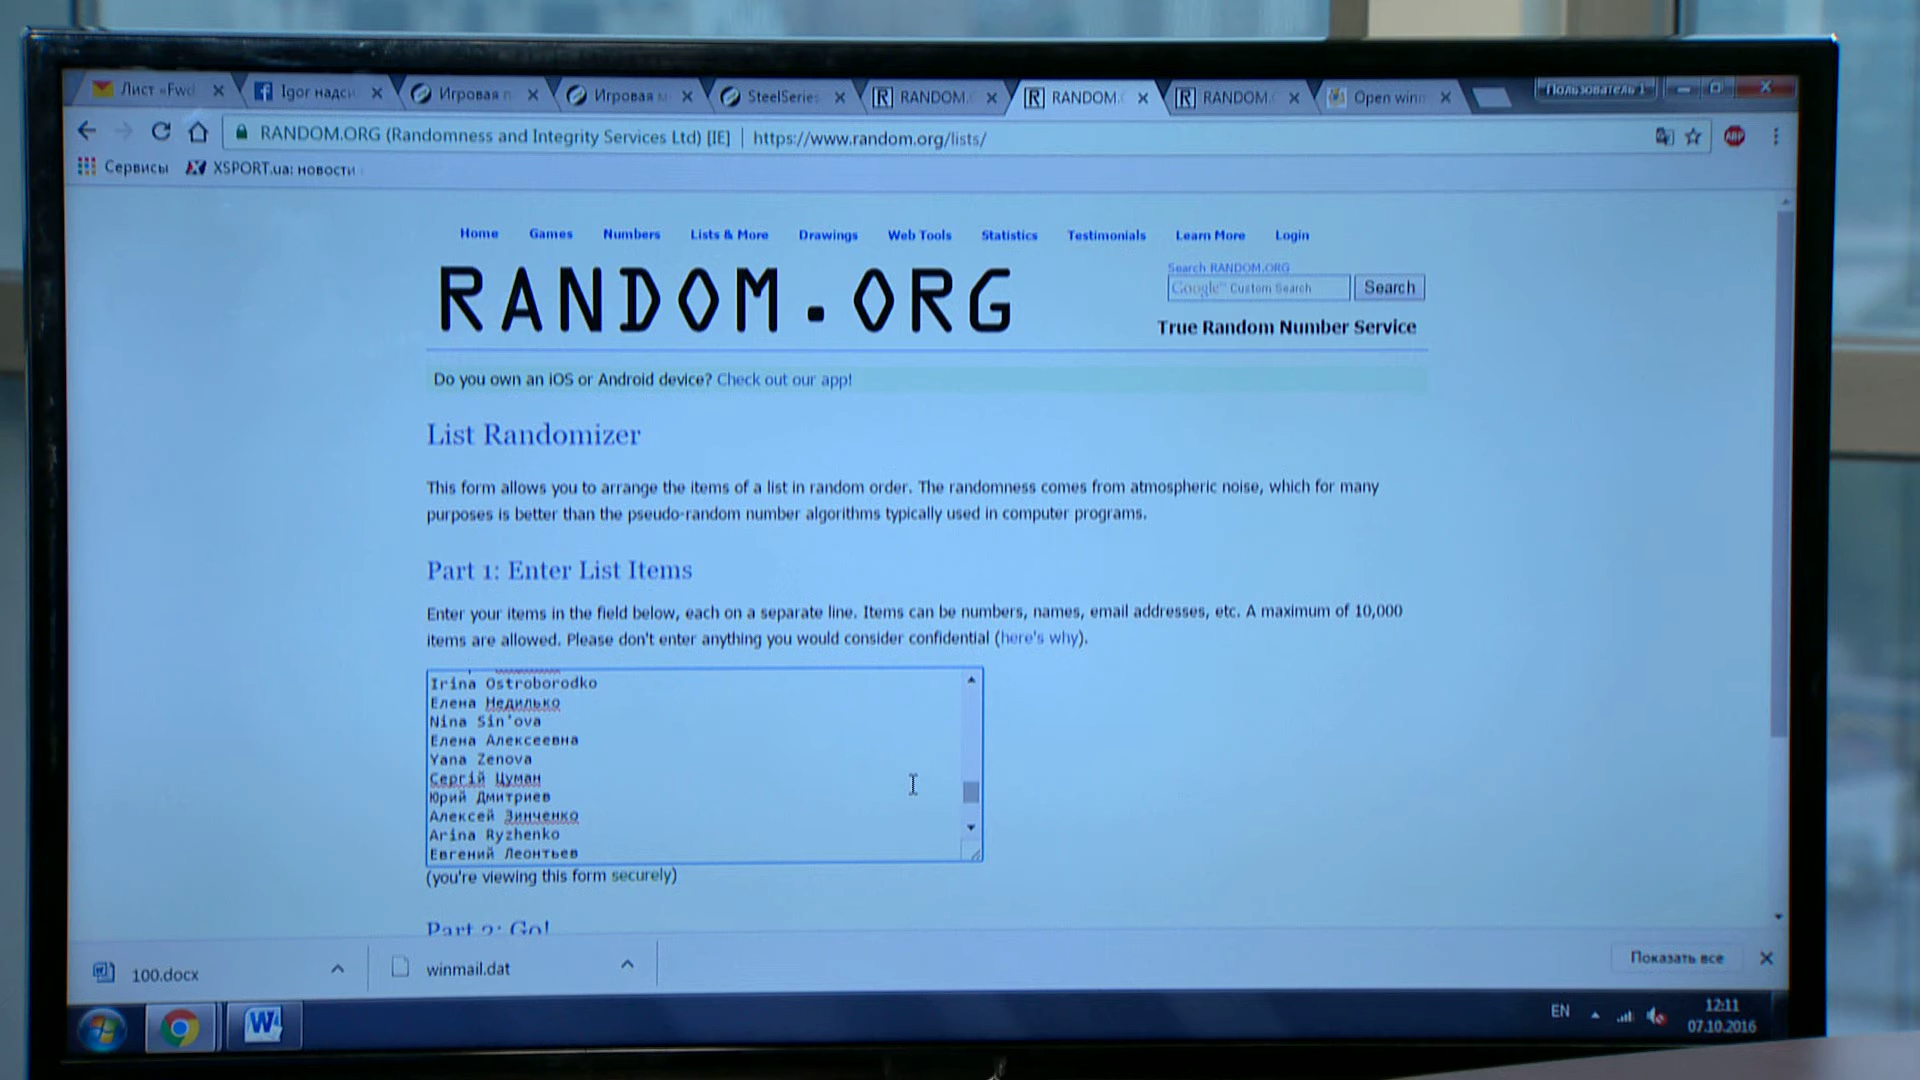 Лист «Fwd
Igor надси
Игровая п
Игровая м
SteelSeries
RANDOM.
RANDOM.
RANDOM.
Open winn
Пользователь 1
RANDOM.ORG (Randomness and Integrity Services Ltd) [IE]
https://www.random.org/lists/
ABP
Сервисы
XSPORT.ua: новости
Home
Games
Numbers
Lists & More
Drawings
Web Tools
Statistics
Testimonials
Learn More
Login
RANDOM.ORG
Search RANDOM.ORG
Google™ Custom Search
Search
True Random Number Service
Do you own an iOS or Android device? Check out our app!
List Randomizer
This form allows you to arrange the items of a list in random order. The randomness comes from atmospheric noise, which for many
purposes is better than the pseudo-random number algorithms typically used in computer programs.
Part 1: Enter List Items
Enter your items in the field below, each on a separate line. Items can be numbers, names, email addresses, etc. A maximum of 10,000
items are allowed. Please don't enter anything you would consider confidential (here's why).
Irina Ostroborodko
Елена Недилько
Nina Sin'ova
Елена Алексеевна
Yana Zenova
Сергій Цуман
Юрий Дмитриев
Алексей Зинченко
Arina Ryzhenko
Евгений Леонтьев
(you're viewing this form securely)
Part 2: Go!
100.docx
winmail.dat
Показать все
EN
12:11
07.10.2016